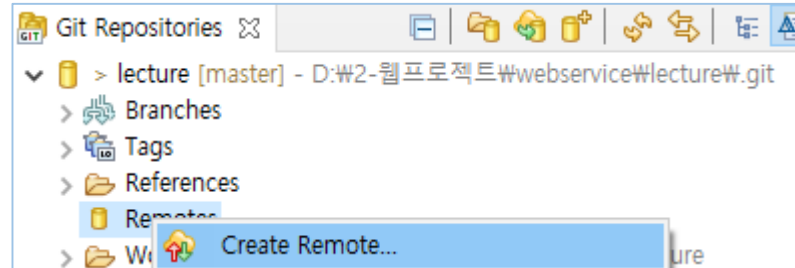 Git Repositories
> lecture [master] - D:₩2-웹프로젝트₩webservice₩lecture₩.git
Branches
Tags
References
Remotes
Create Remote...